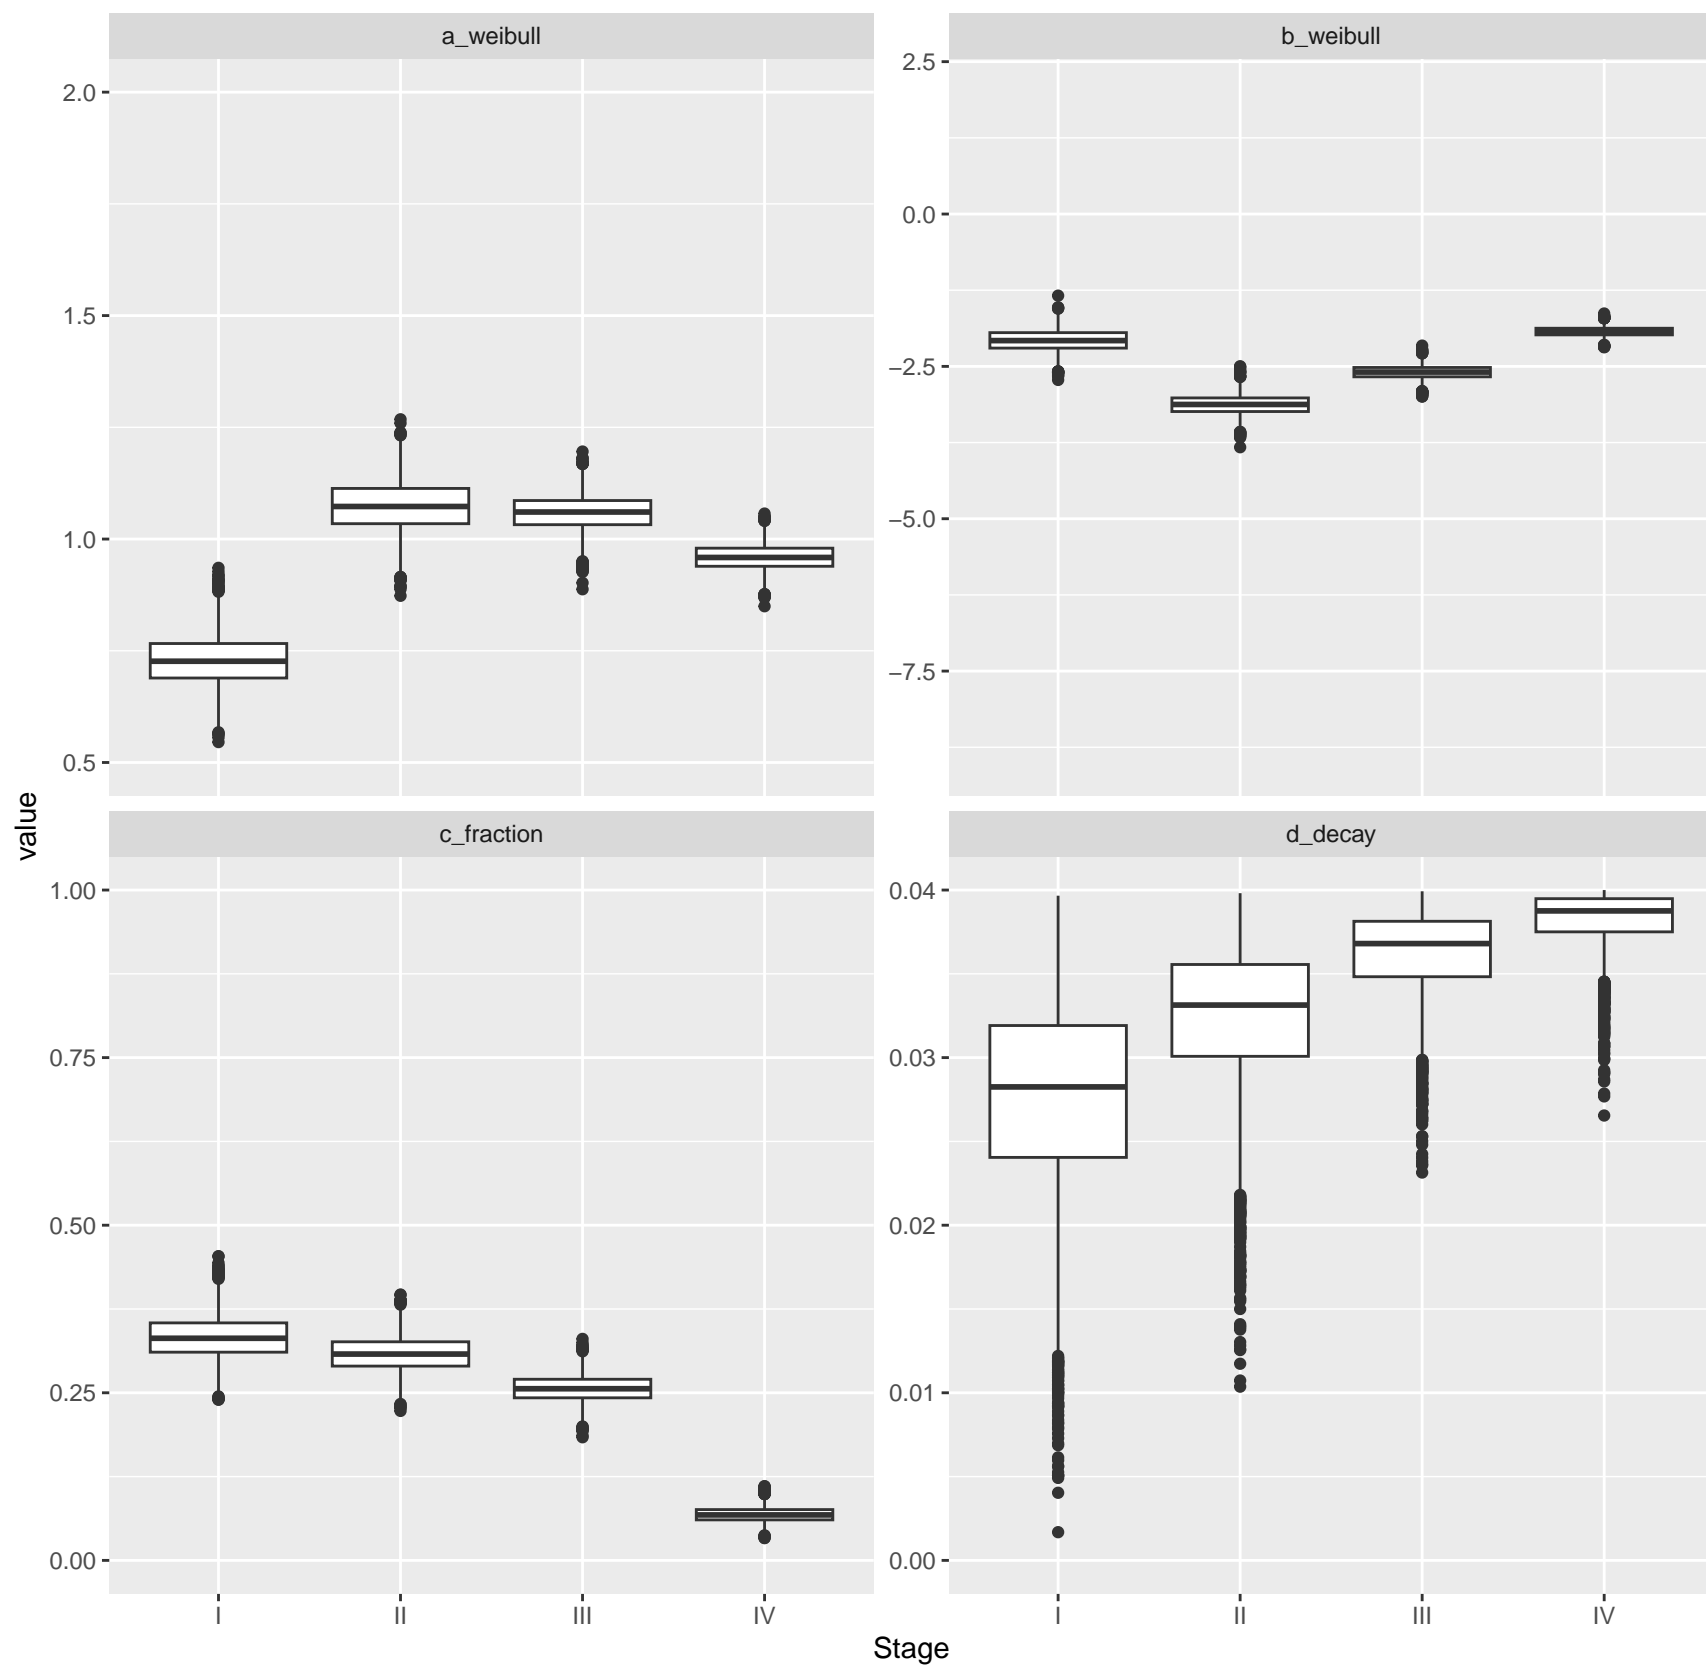 a_weibull
b_weibull
2.0
1.5
1.0
0.5
2.5
0.0
−2.5
−5.0
−7.5
value
c_fraction
d_decay
1.00
0.75
0.50
0.25
0.00
0.04
0.03
0.02
0.01
0.00
I II III IV
I II III IV
Stage